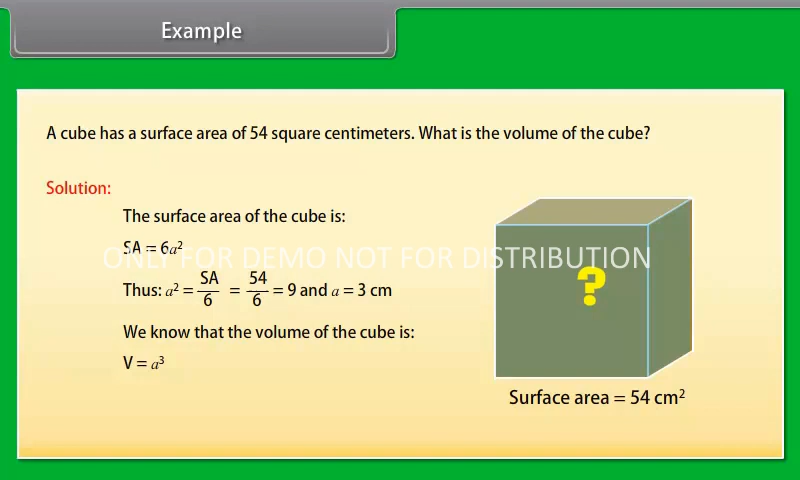 Example
A cube has a surface area of 54 square centimeters. What is the volume of the cube?
Solution:
The surface area of the cube is:
SA = 6a²
ONLY FOR DEMO NOT FOR DISTRIBUTION
Thus: a² = SA/6 = 54/6 = 9 and a = 3 cm
?
We know that the volume of the cube is:
V = a³
Surface area = 54 cm²